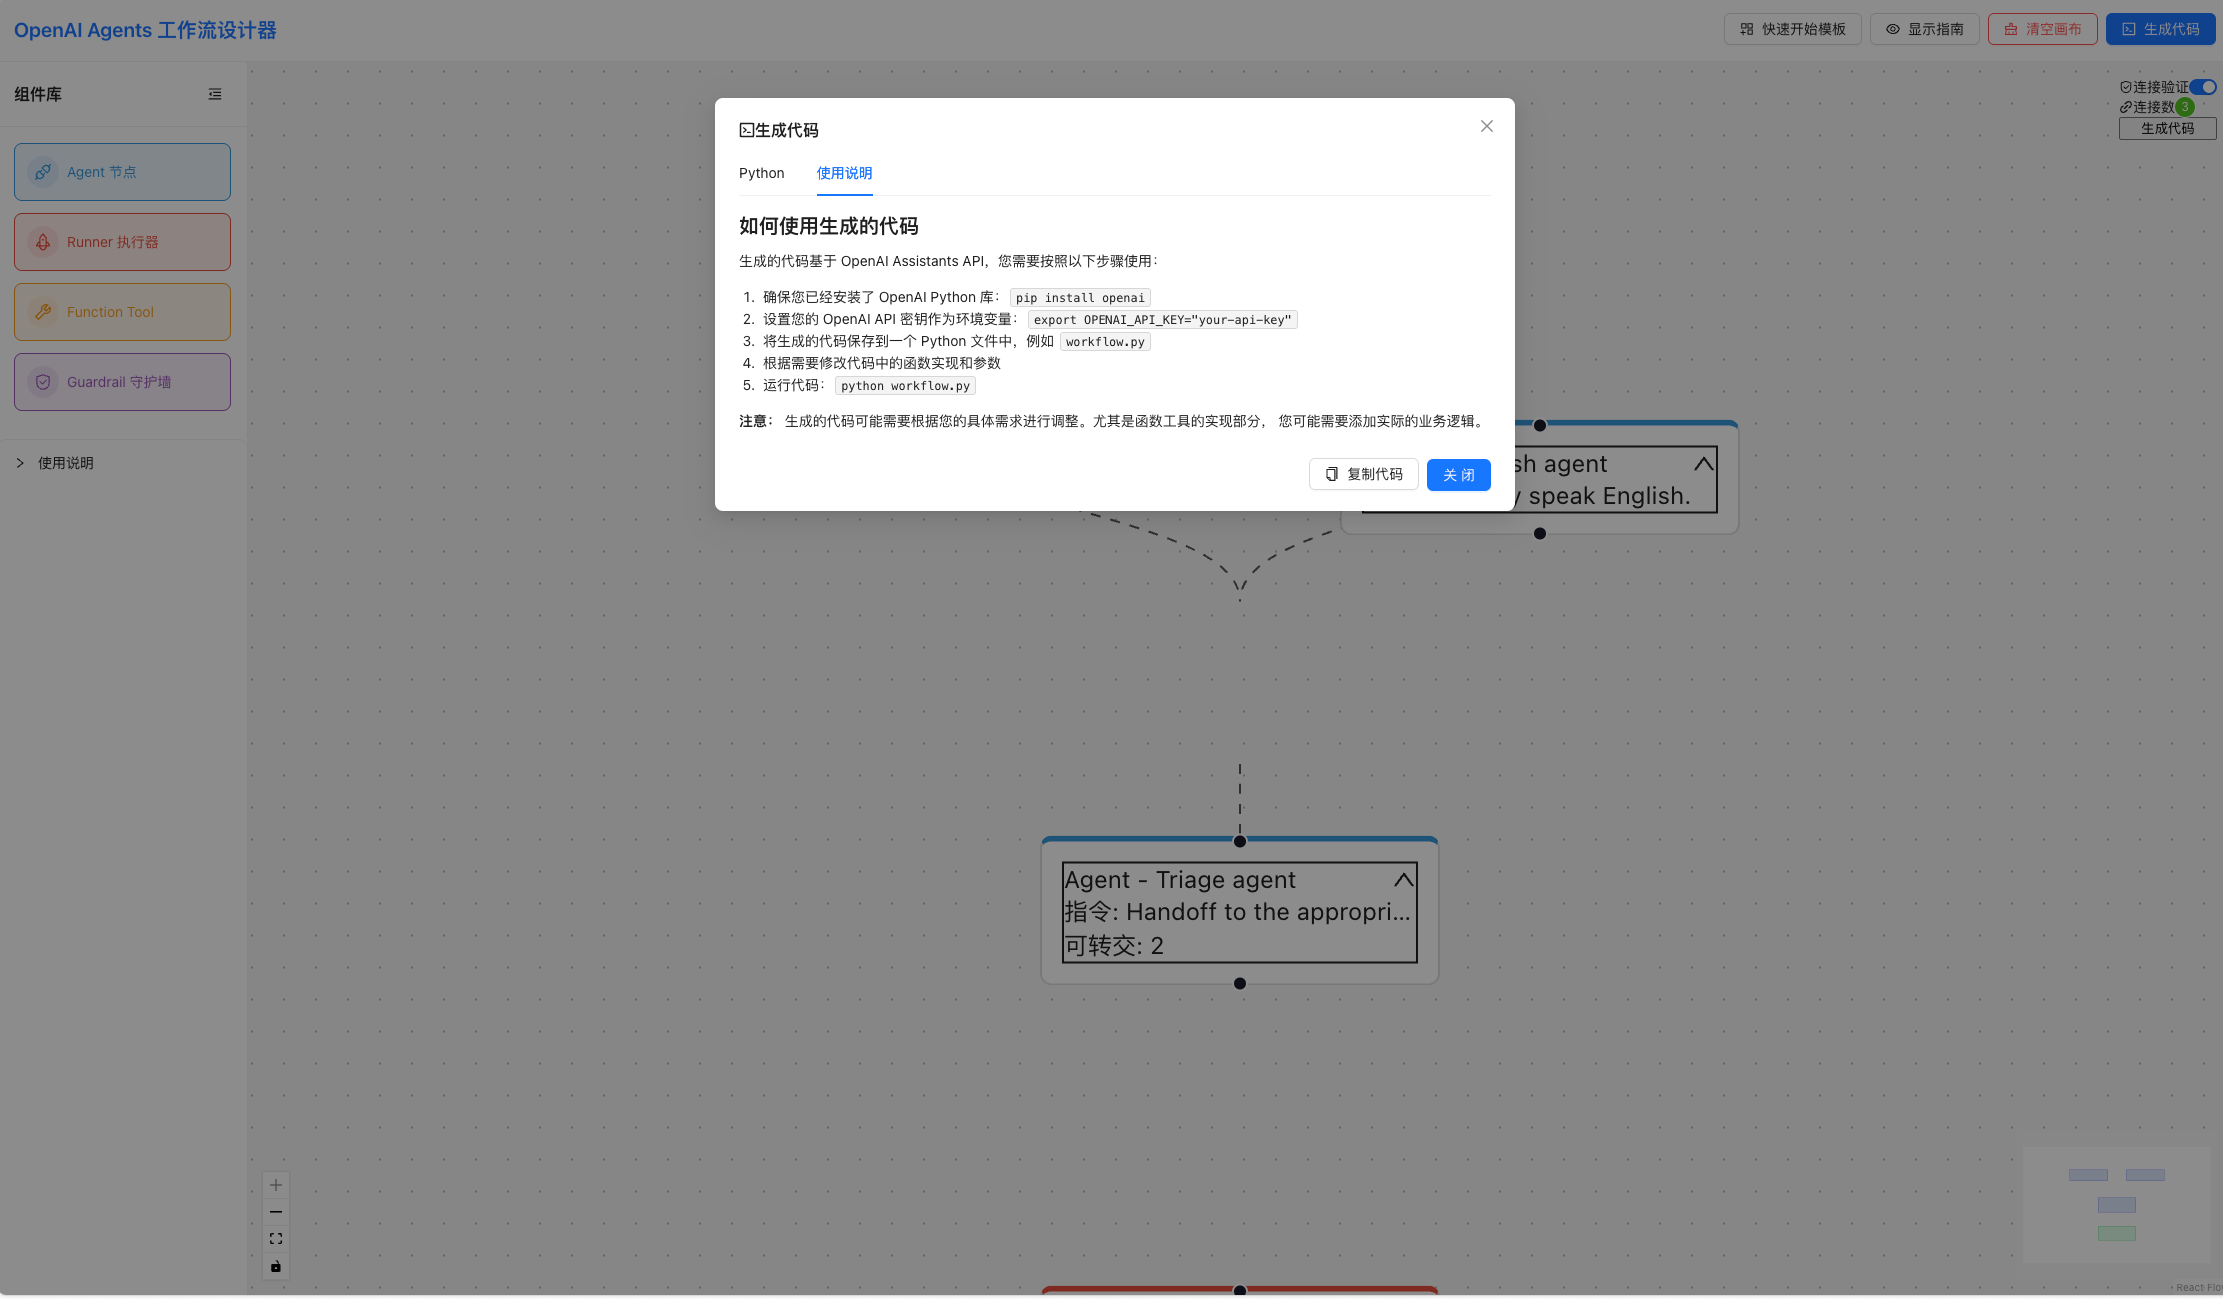 OpenAI Agents 工作流设计器
快速开始模板
显示指南
清空画布
生成代码
组件库
Agent 节点
Runner 执行器
Function Tool
Guardrail 守护墙
使用说明
连接验证
连接数 3
生成代码
生成代码
Python
使用说明
如何使用生成的代码
生成的代码基于 OpenAI Assistants API，您需要按照以下步骤使用：
1. 确保您已经安装了 OpenAI Python 库： pip install openai
2. 设置您的 OpenAI API 密钥作为环境变量： export OPENAI_API_KEY="your-api-key"
3. 将生成的代码保存到一个 Python 文件中，例如 workflow.py
4. 根据需要修改代码中的函数实现和参数
5. 运行代码： python workflow.py
注意： 生成的代码可能需要根据您的具体需求进行调整。尤其是函数工具的实现部分， 您可能需要添加实际的业务逻辑。
复制代码
关 闭
sh agent
speak English.
Agent - Triage agent
指令: Handoff to the appropri...
可转交: 2
React Flo